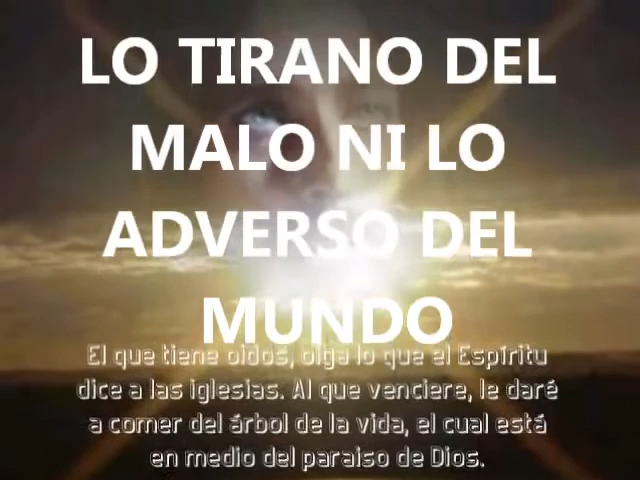 LO TIRANO DEL
MALO NI LO
ADVERSO DEL
MUNDO
El que tiene oidos, oiga lo que el Espíritu
dice a las iglesias. Al que venciere, le daré
a comer del árbol de la vida, el cual está
en medio del paraiso de Dios.